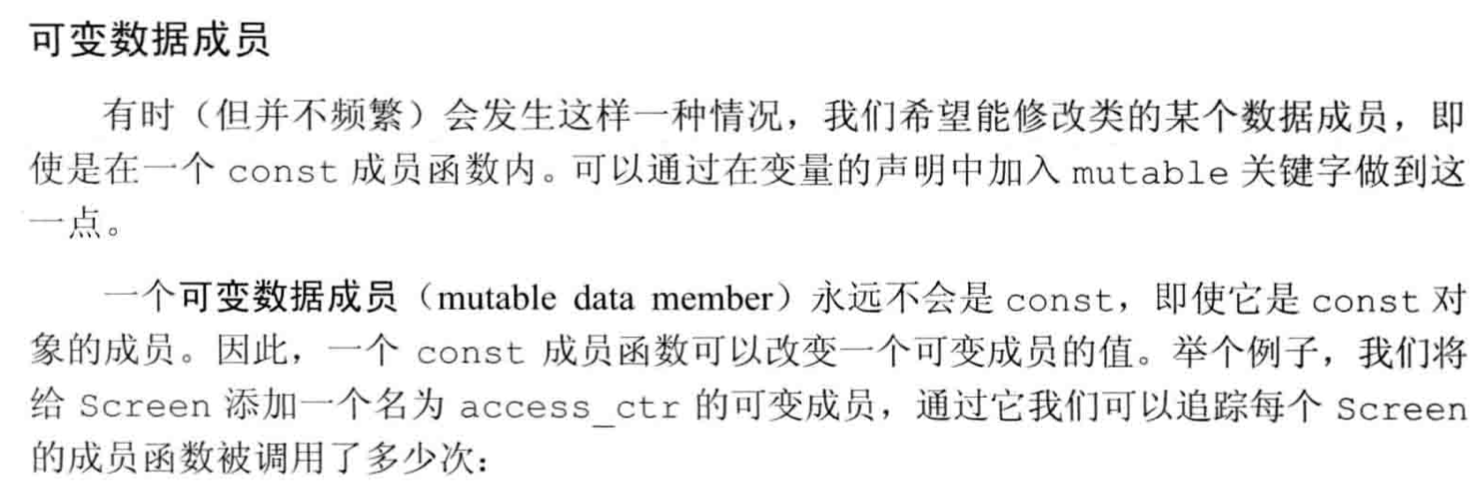 可变数据成员
有时（但并不频繁）会发生这样一种情况，我们希望能修改类的某个数据成员，即
使是在一个 const 成员函数内。可以通过在变量的声明中加入 mutable 关键字做到这
一点。
一个可变数据成员（mutable data member）永远不会是 const，即使它是 const 对
象的成员。因此，一个 const 成员函数可以改变一个可变成员的值。举个例子，我们将
给 Screen 添加一个名为 access_ctr 的可变成员，通过它我们可以追踪每个 Screen
的成员函数被调用了多少次：